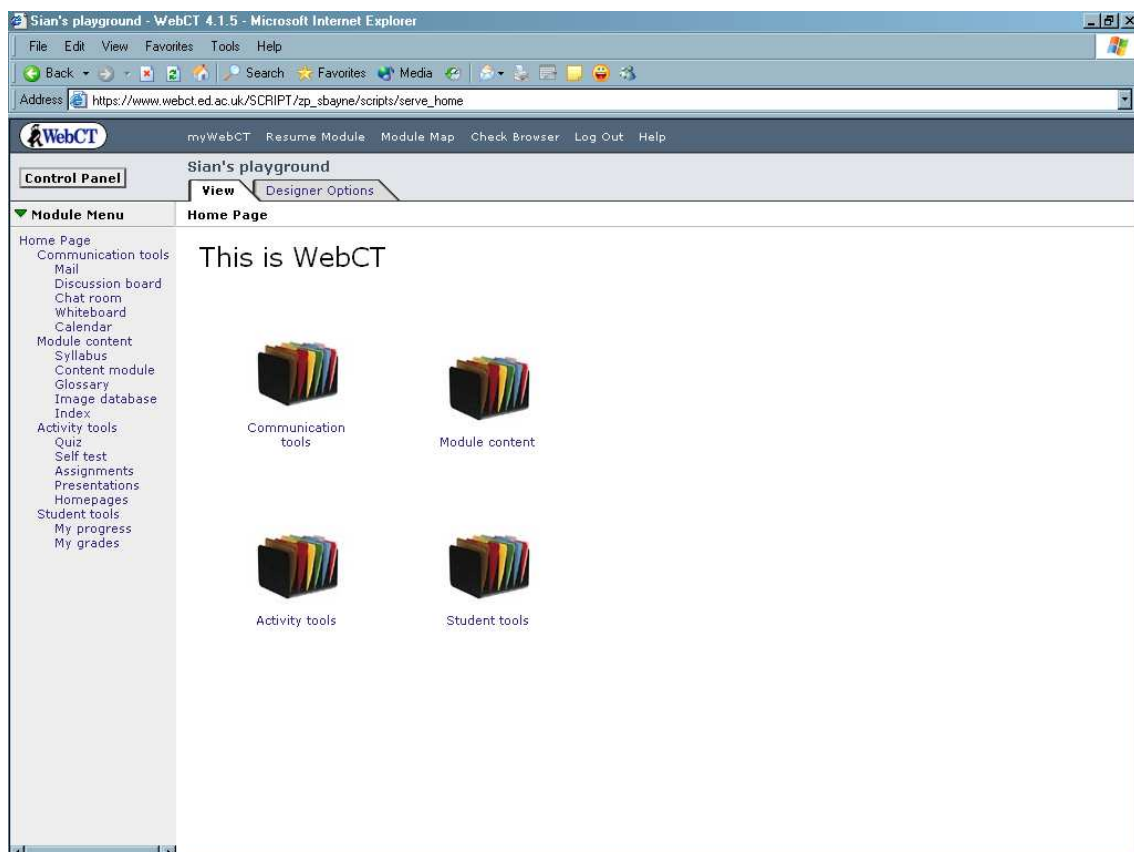 Sian's playground - WebCT 4.1.5 - Microsoft Internet Explorer
File Edit View Favorites Tools Help
Back Search Favorites Media
Address https://www.webct.ed.ac.uk/SCRIPT/zp_sbayne/scripts/serve_home
WebCT myWebCT Resume Module Module Map Check Browser Log Out Help
Control Panel
Sian's playground
View Designer Options
Module Menu
Home Page
Home Page
Communication tools
Mail
Discussion board
Chat room
Whiteboard
Calendar
Module content
Syllabus
Content module
Glossary
Image database
Index
Activity tools
Quiz
Self test
Assignments
Presentations
Homepages
Student tools
My progress
My grades
This is WebCT
Communication
tools
Module content
Activity tools
Student tools